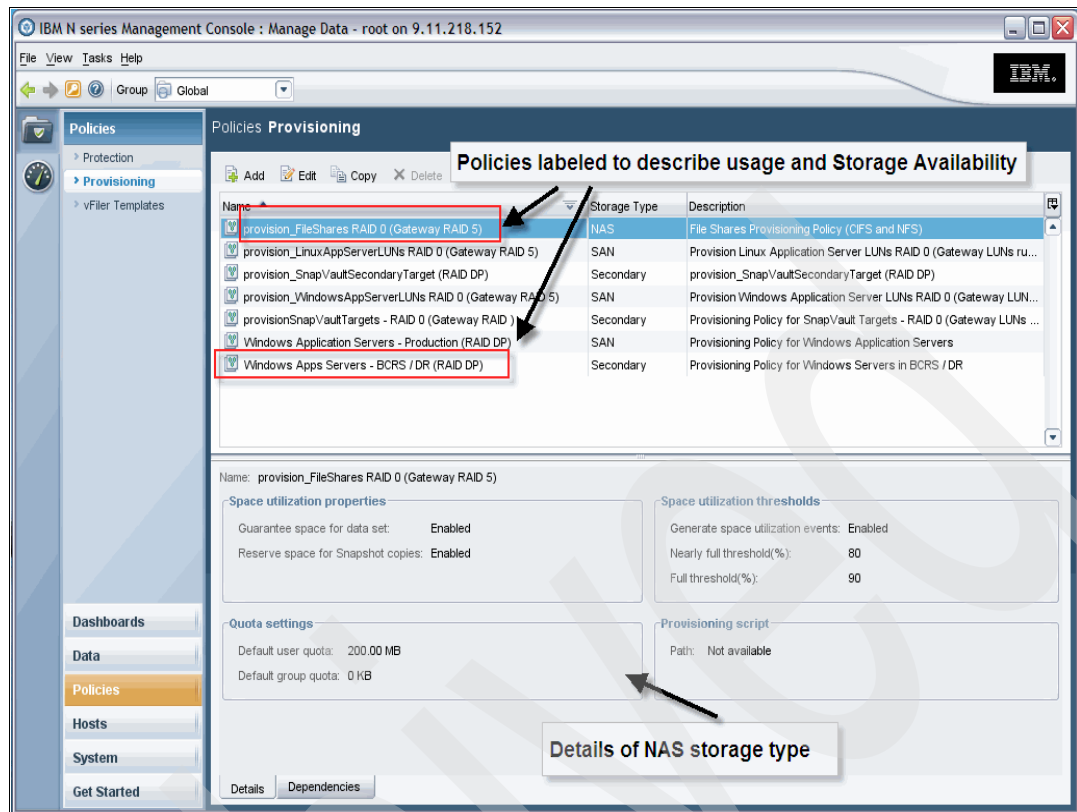 IBM N series Management Console : Manage Data - root on 9.11.218.152
File View Tasks Help
IBM
Group Global
Policies
Protection
Provisioning
vFiler Templates
Policies Provisioning
Policies labeled to describe usage and Storage Availability
Add Edit Copy Delete
Name Storage Type Description
provision_FileShares RAID 0 (Gateway RAID 5) NAS File Shares Provisioning Policy (CIFS and NFS)
provision_LinuxAppServerLUNs RAID 0 (Gateway RAID 5) SAN Provision Linux Application Server LUNs RAID 0 (Gateway LUNs ru...
provision_SnapVaultSecondaryTarget (RAID DP) Secondary provision_SnapVaultSecondaryTarget (RAID DP)
provision_WindowsAppServerLUNs RAID 0 (Gateway RAID 5) SAN Provision Windows Application Server LUNs RAID 0 (Gateway LUN...
provisionSnapVaultTargets - RAID 0 (Gateway RAID ) Secondary Provisioning Policy for SnapVault Targets - RAID 0 (Gateway LUNs ...
Windows Application Servers - Production (RAID DP) SAN Provisioning Policy for Windows Application Servers
Windows Apps Servers - BCRS / DR (RAID DP) Secondary Provisioning Policy for Windows Servers in BCRS / DR
Name: provision_FileShares RAID 0 (Gateway RAID 5)
Space utilization properties
Guarantee space for data set: Enabled
Reserve space for Snapshot copies: Enabled
Space utilization thresholds
Generate space utilization events: Enabled
Nearly full threshold(%): 80
Full threshold(%): 90
Quota settings
Default user quota: 200.00 MB
Default group quota: 0 KB
Provisioning script
Path: Not available
Details of NAS storage type
Dashboards
Data
Policies
Hosts
System
Get Started
Details Dependencies